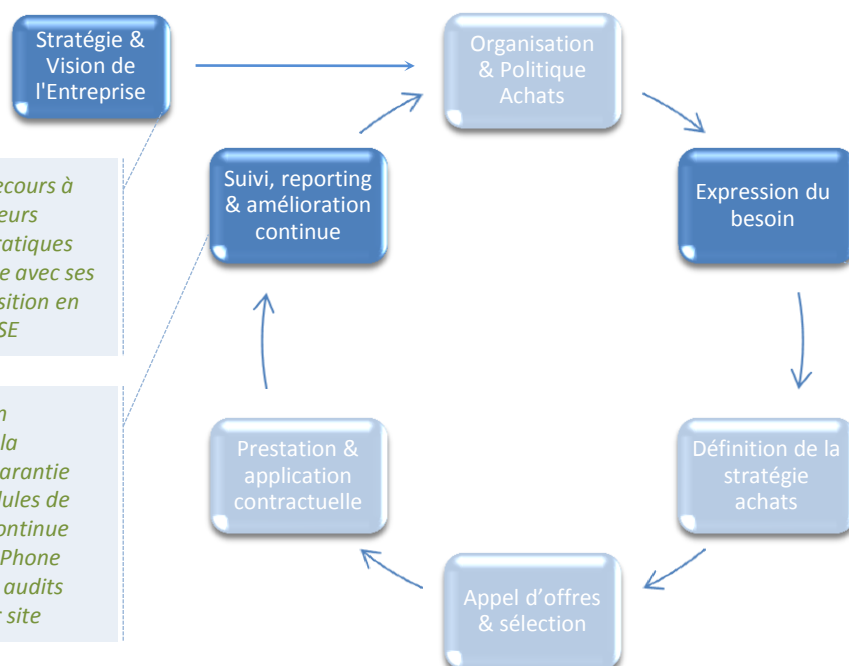 Stratégie &
Vision de
l'Entreprise
Organisation
& Politique
Achats
Suivi, reporting
& amélioration
continue
Expression du
besoin
Prestation &
application
contractuelle
Définition de la
stratégie
achats
Appel d'offres
& sélection
ecours à
eurs
ratiques
e avec ses
sition en
SE
n
la
arantie
dules de
ontinue
Phone
audits
site